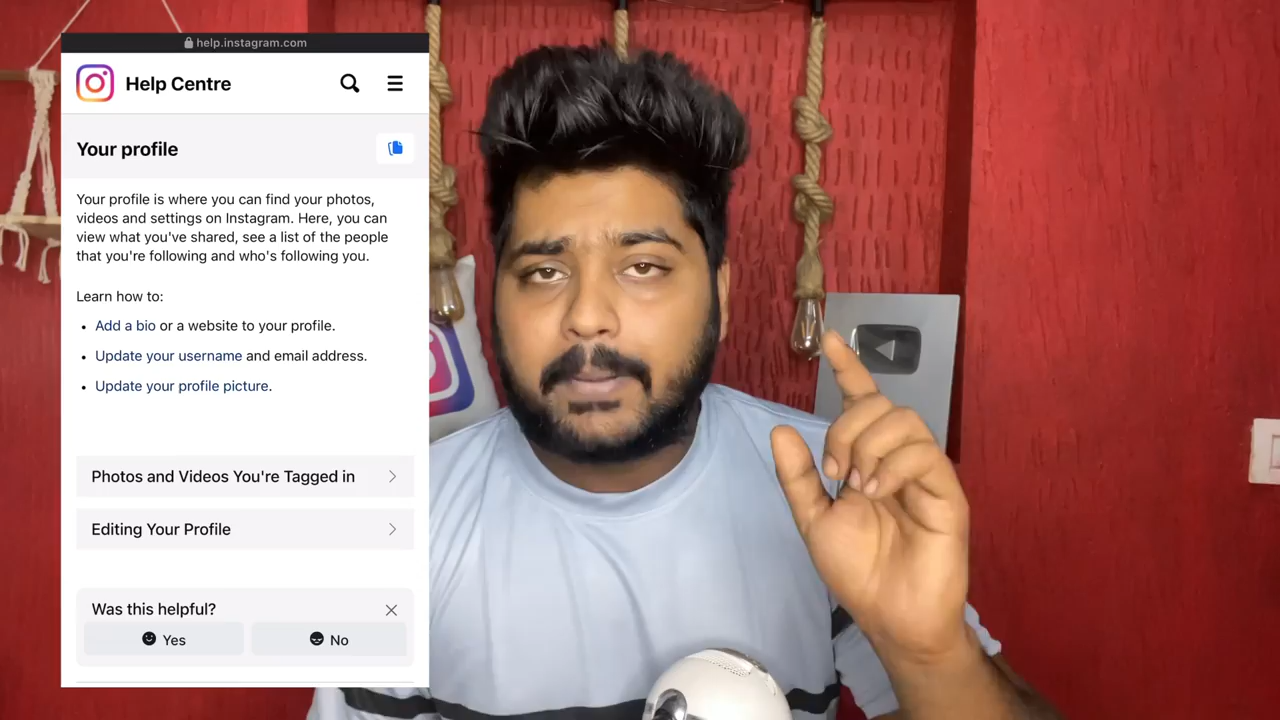 help.instagram.com
Help Centre
Your profile
Your profile is where you can find your photos,
videos and settings on Instagram. Here, you can
view what you've shared, see a list of the people
that you're following and who's following you.
Learn how to:
• Add a bio or a website to your profile.
• Update your username and email address.
• Update your profile picture.
Photos and Videos You're Tagged in
Editing Your Profile
Was this helpful?
Yes
No